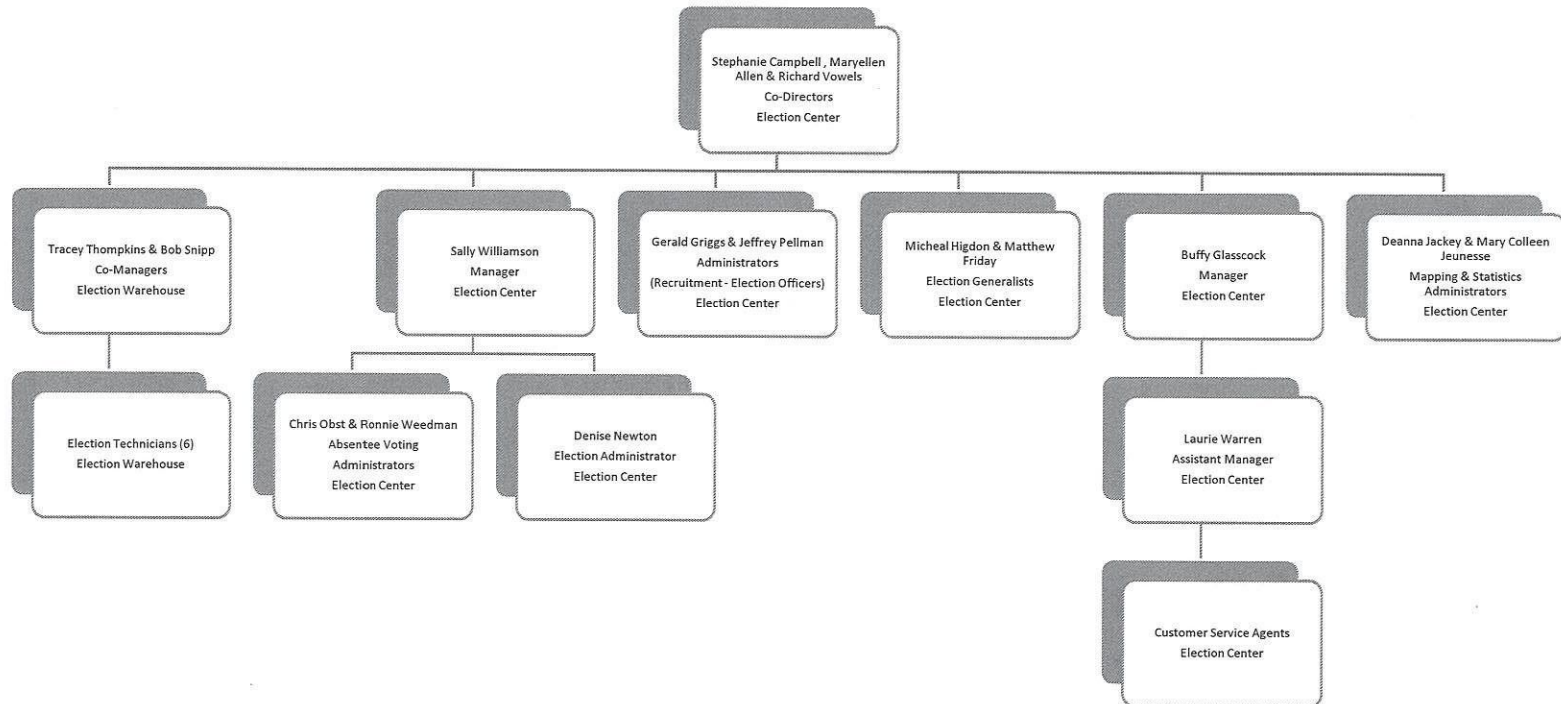 Stephanie Campbell , Maryellen
Allen & Richard Vowels
Co-Directors
Election Center
Tracey Thompkins & Bob Snipp
Co-Managers
Election Warehouse
Sally Williamson
Manager
Election Center
Gerald Griggs & Jeffrey Pellman
Administrators
(Recruitment - Election Officers)
Election Center
Micheal Higdon & Matthew
Friday
Election Generalists
Election Center
Buffy Glasscock
Manager
Election Center
Deanna Jackey & Mary Colleen
Jeunesse
Mapping & Statistics
Administrators
Election Center
Election Technicians (6)
Election Warehouse
Chris Obst & Ronnie Weedman
Absentee Voting
Administrators
Election Center
Denise Newton
Election Administrator
Election Center
Laurie Warren
Assistant Manager
Election Center
Customer Service Agents
Election Center